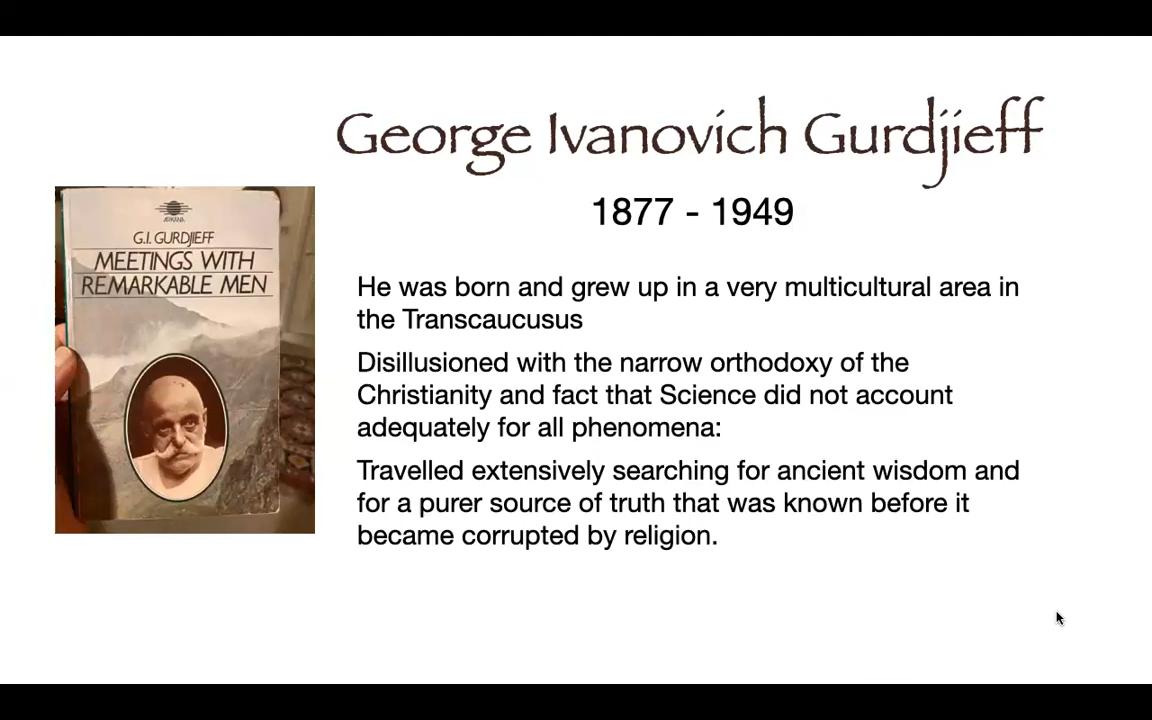 George Ivanovich Gurdjieff
1877 - 1949
ARKANA
G.I. GURDJIEFF
MEETINGS WITH
REMARKABLE MEN
He was born and grew up in a very multicultural area in
the Transcaucusus
Disillusioned with the narrow orthodoxy of the
Christianity and fact that Science did not account
adequately for all phenomena:
Travelled extensively searching for ancient wisdom and
for a purer source of truth that was known before it
became corrupted by religion.